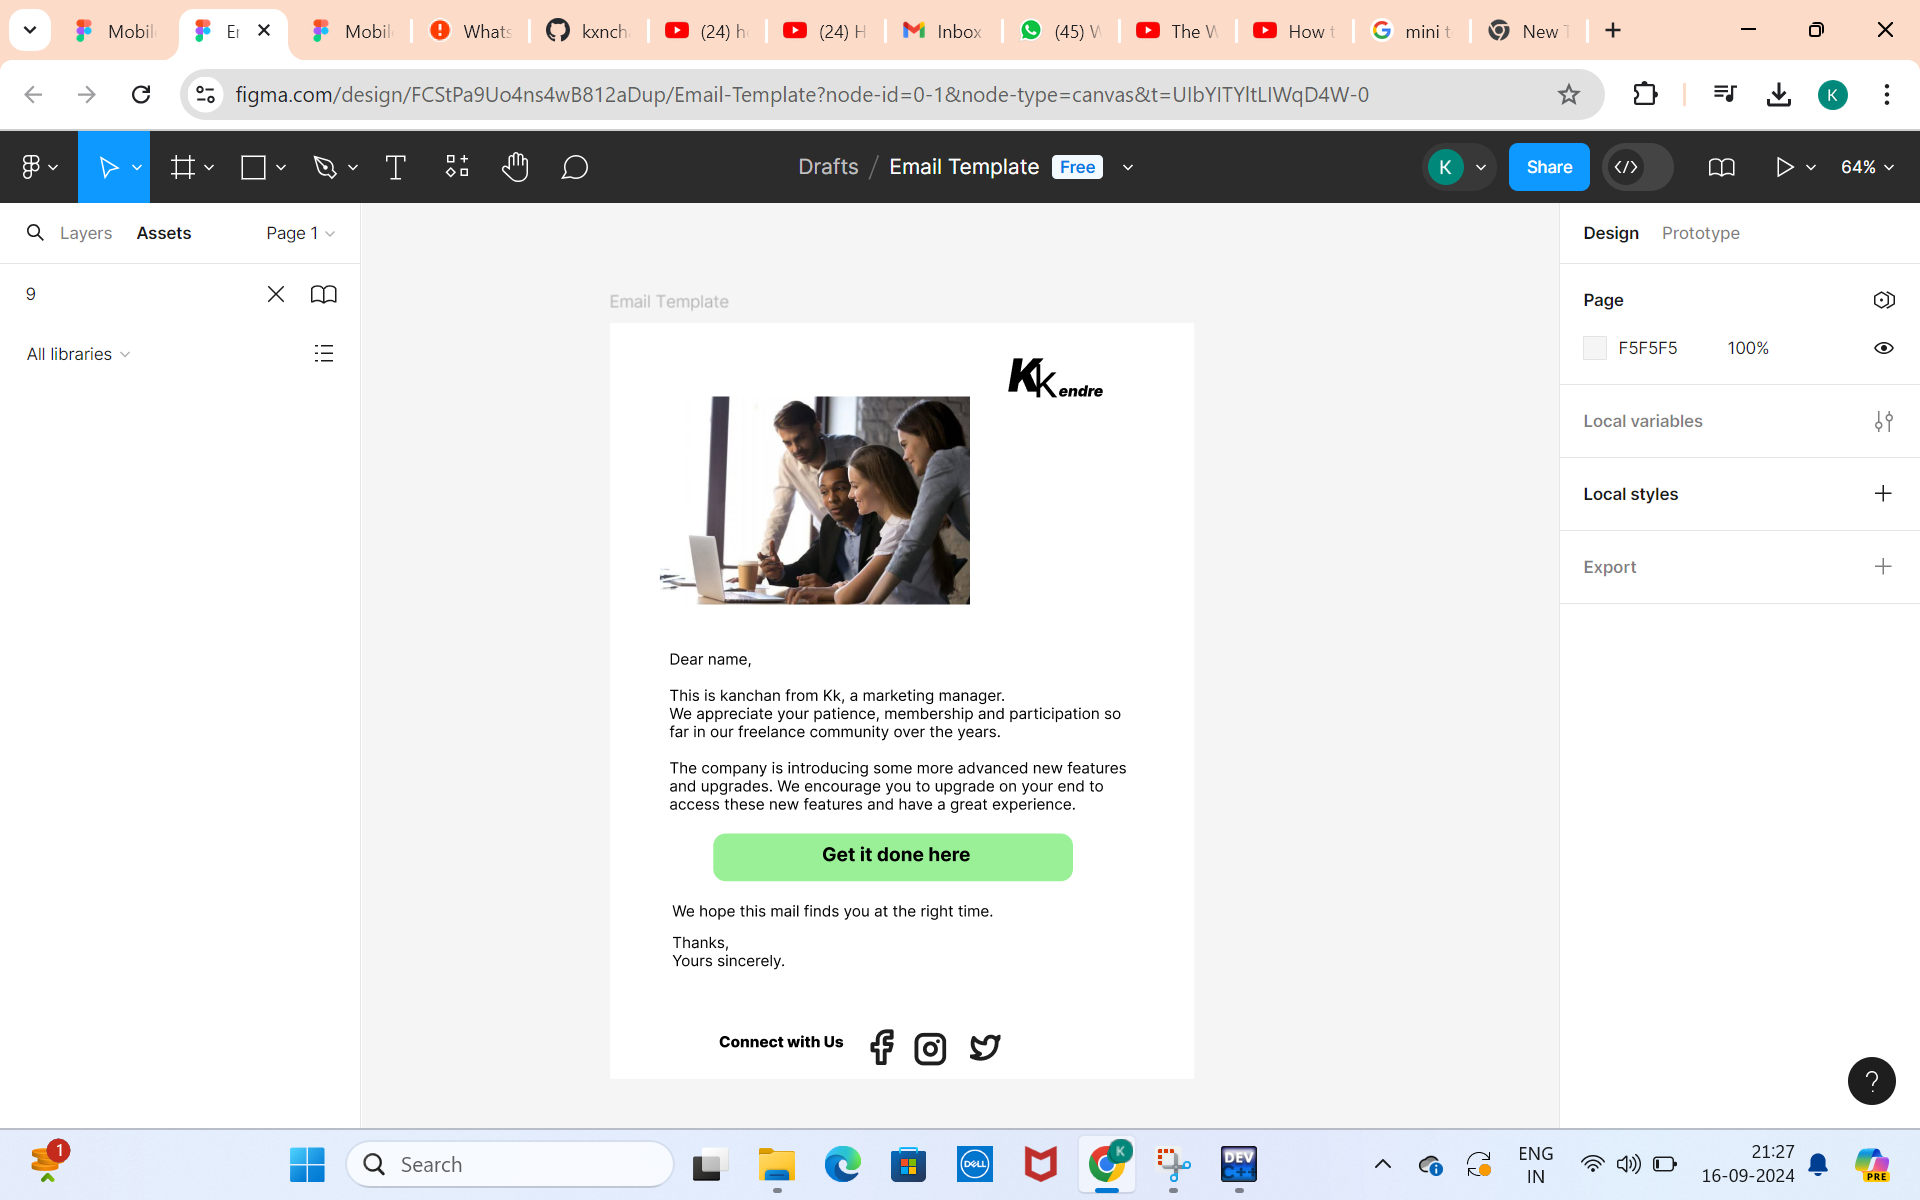 Mobil
Er
Mobil
Whats
kxnch
(24) h
(24) H
Inbox
(45) W
The W
How t
mini t
New T
figma.com/design/FCStPa9Uo4ns4wB812aDup/Email-Template?node-id=0-1&node-type=canvas&t=UIbYITYltLIWqD4W-0
K
Drafts / Email Template Free
K
Share
64%
Layers Assets Page 1
9
All libraries
Email Template
Kk endre
Dear name,
This is kanchan from Kk, a marketing manager.
We appreciate your patience, membership and participation so
far in our freelance community over the years.
The company is introducing some more advanced new features
and upgrades. We encourage you to upgrade on your end to
access these new features and have a great experience.
Get it done here
We hope this mail finds you at the right time.
Thanks,
Yours sincerely.
Connect with Us
Design Prototype
Page
F5F5F5 100%
Local variables
Local styles
Export
?
1
Search
DELL
K
DEV
C++
ENG
IN
21:27
16-09-2024
PRE